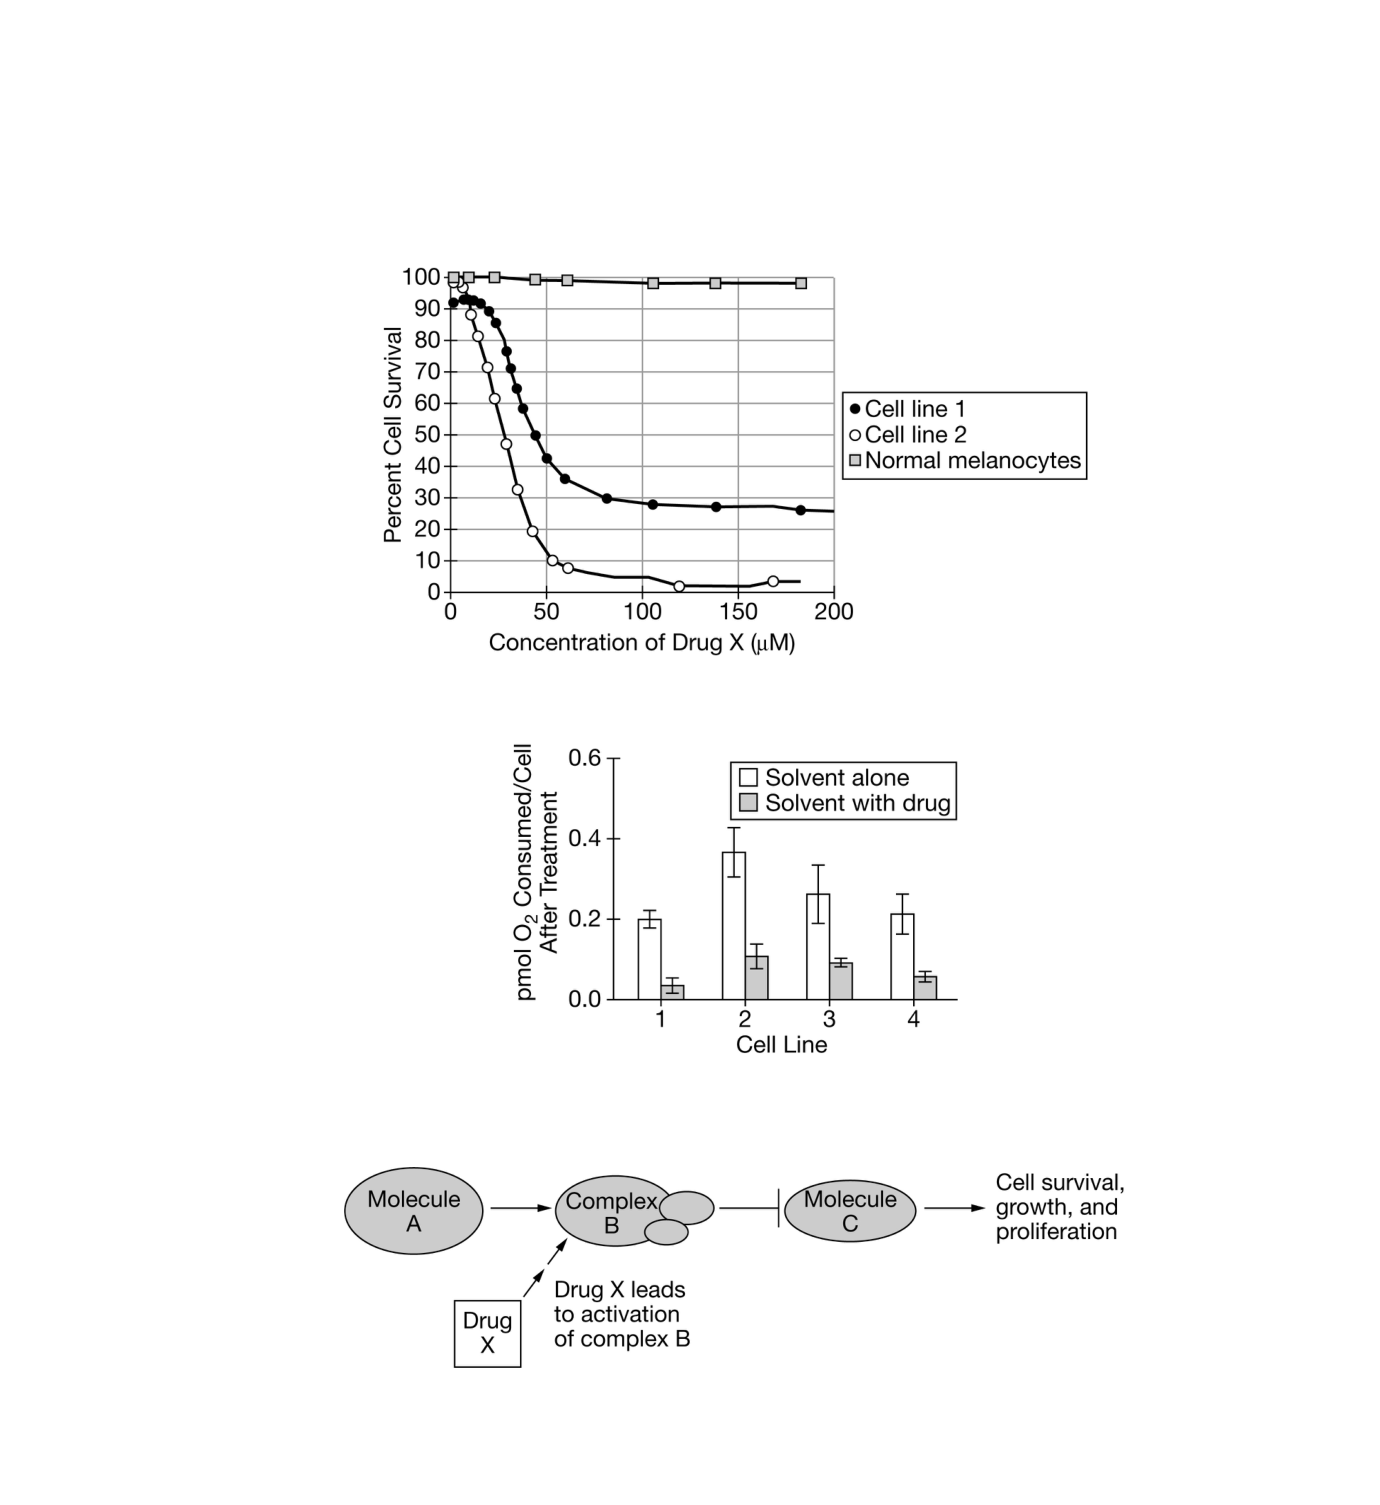 100
90
80
70
60
50
40
30
20
10
0
Percent Cell Survival
0 50 100 150 200
Concentration of Drug X (μM)
Cell line 1
Cell line 2
Normal melanocytes
pmol O₂ Consumed/Cell
After Treatment
0.6
0.4
0.2
0.0
Solvent alone
Solvent with drug
1 2 3 4
Cell Line
Molecule
A
Complex
B
Molecule
C
Cell survival,
growth, and
proliferation
Drug
X
Drug X leads
to activation
of complex B